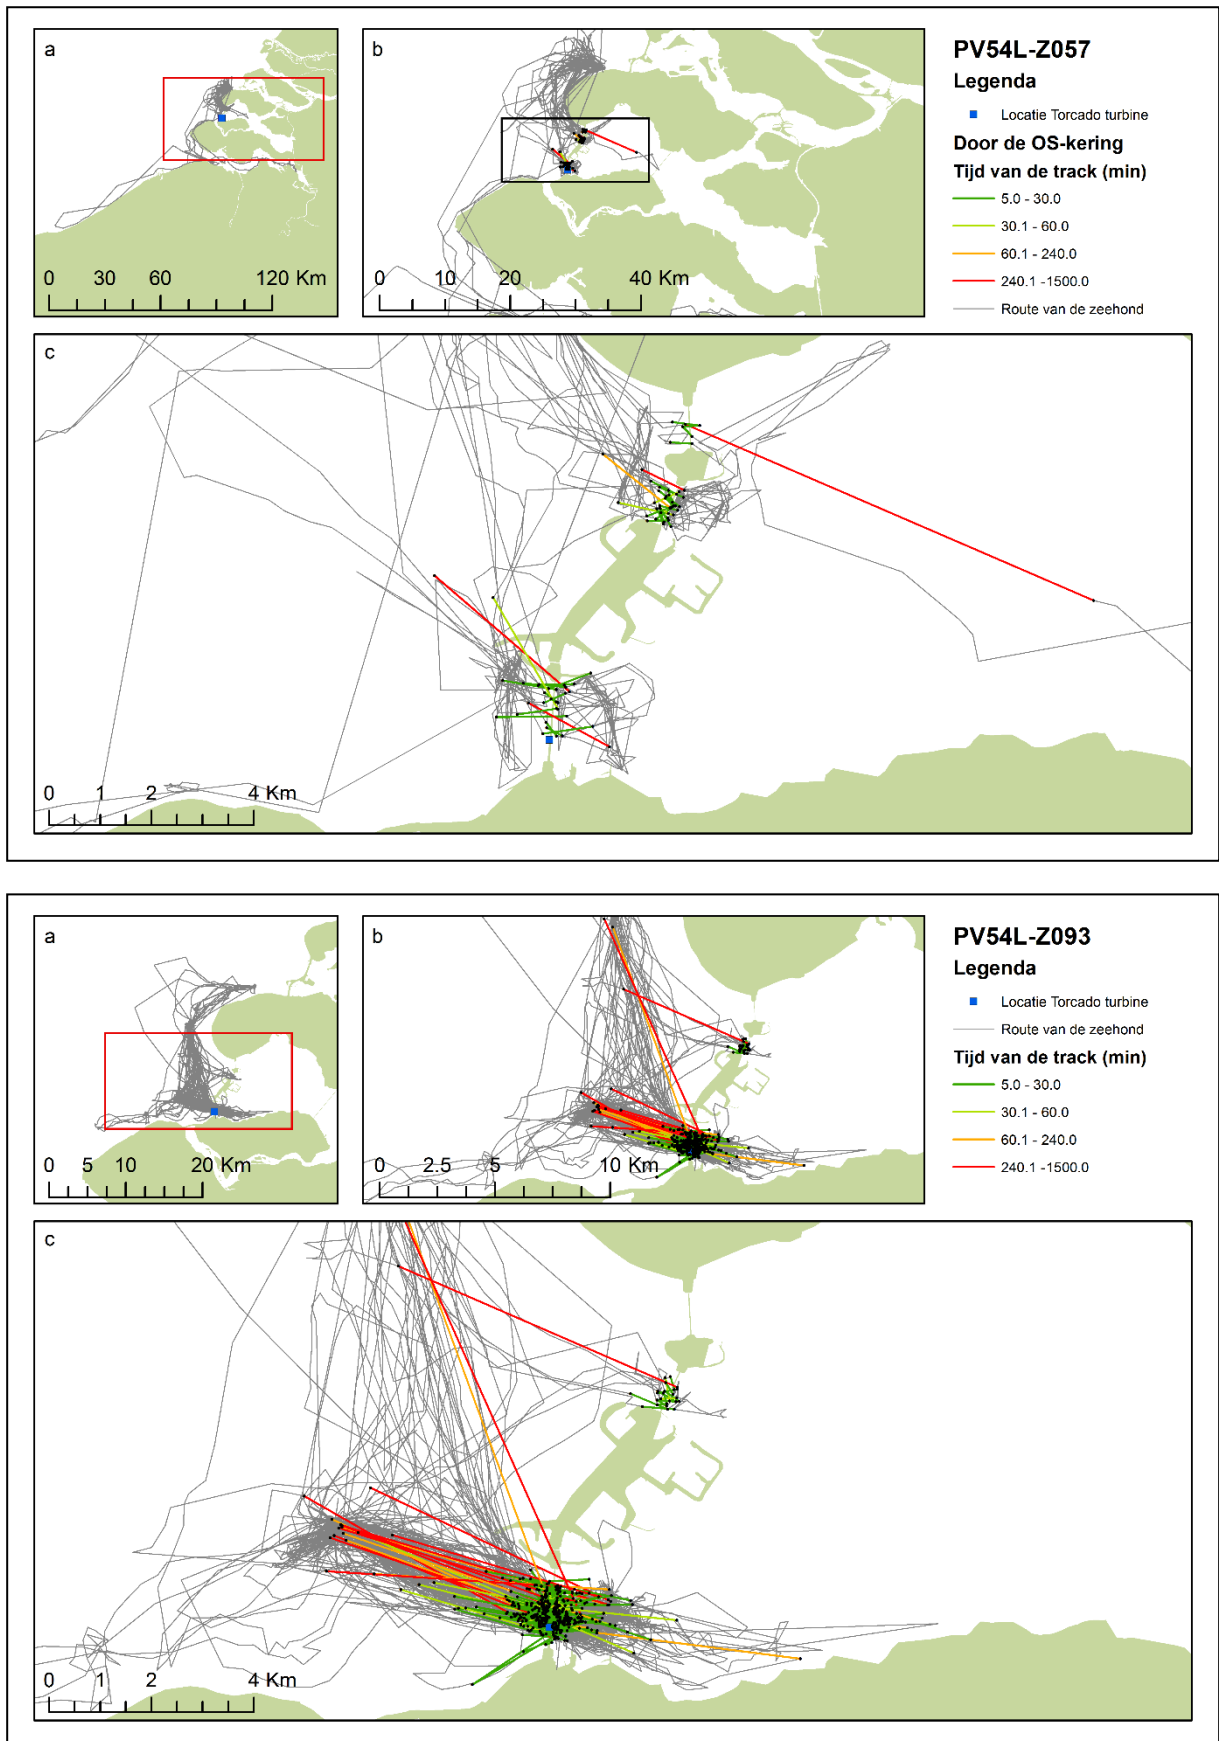 a
0 30 60 120 Km
b
0 10 20 40 Km
PV54L-Z057
Legenda
Locatie Torcado turbine
Door de OS-kering
Tijd van de track (min)
5.0 - 30.0
30.1 - 60.0
60.1 - 240.0
240.1 -1500.0
Route van de zeehond
c
0 1 2 4 Km
a
0 5 10 20 Km
b
0 2.5 5 10 Km
PV54L-Z093
Legenda
Locatie Torcado turbine
Route van de zeehond
Tijd van de track (min)
5.0 - 30.0
30.1 - 60.0
60.1 - 240.0
240.1 -1500.0
c
0 1 2 4 Km